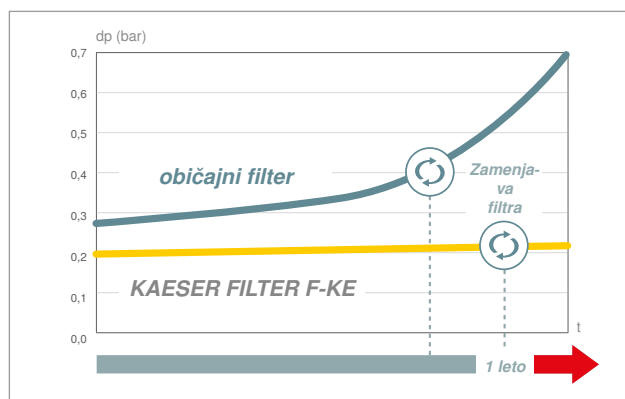 dp (bar)
0,7
0,6
0,5
0,4
0,3
0,2
0,1
0,0
običajni filter
Zamenja-
va
filtra
KAESER FILTER F-KE
t
1 leto